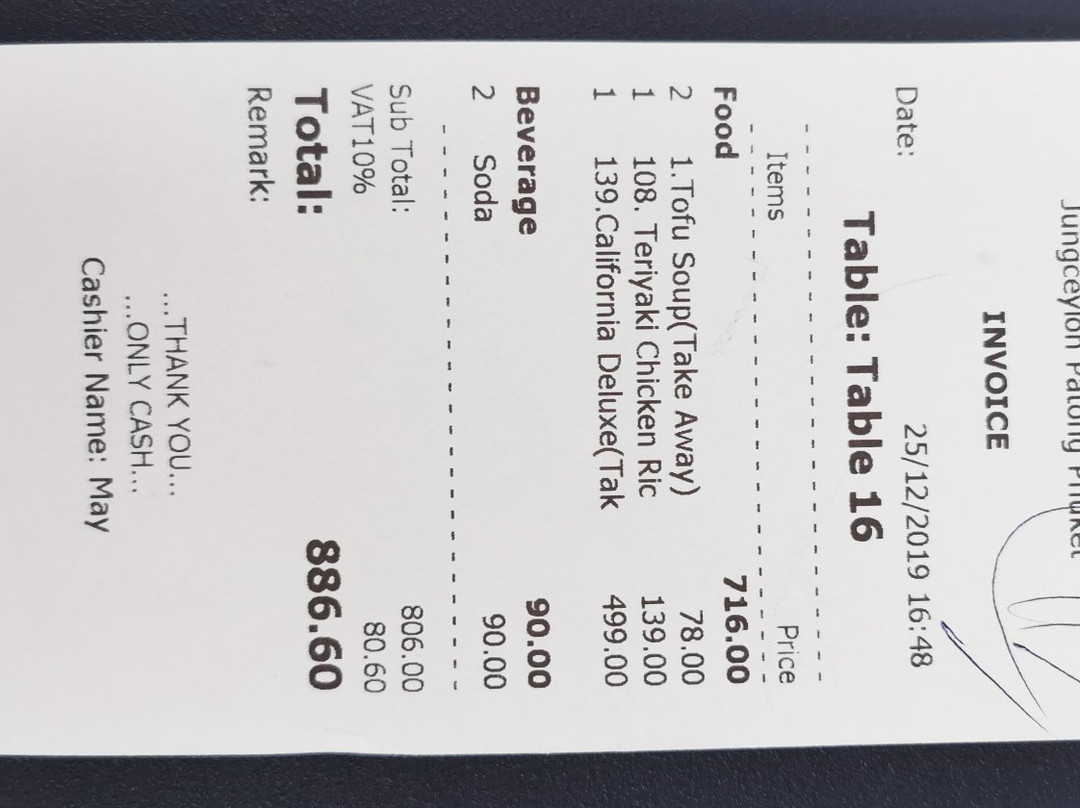 Jungceylon Patong Phuket
INVOICE
Date: 25/12/2019 16:48
Table: Table 16
Items Price
Food 716.00
2 1.Tofu Soup(Take Away) 78.00
1 108. Teriyaki Chicken Ric 139.00
1 139.California Deluxe(Tak 499.00
Beverage 90.00
2 Soda 90.00
Sub Total: 806.00
VAT10% 80.60
Total: 886.60
Remark:
...THANK YOU...
...ONLY CASH...
Cashier Name: May